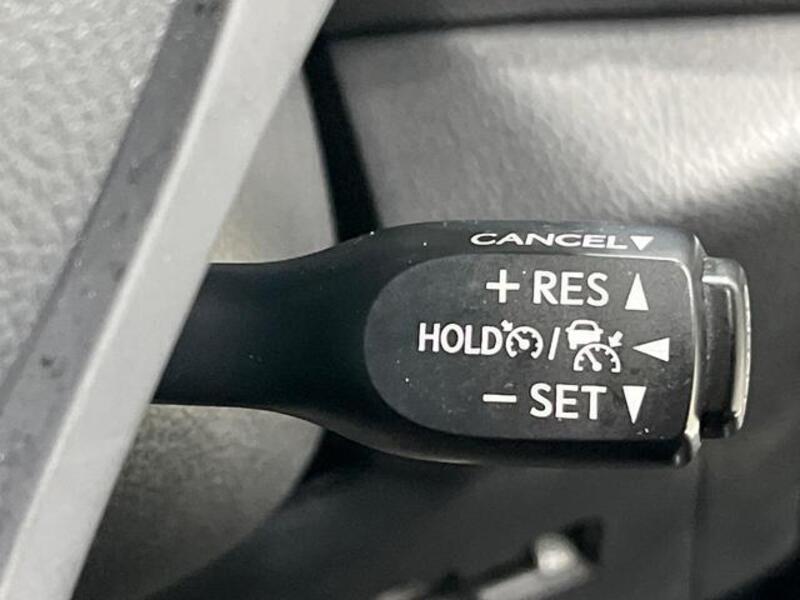 CANCEL▼
+ RES ▲
HOLD / ◀
− SET ▼